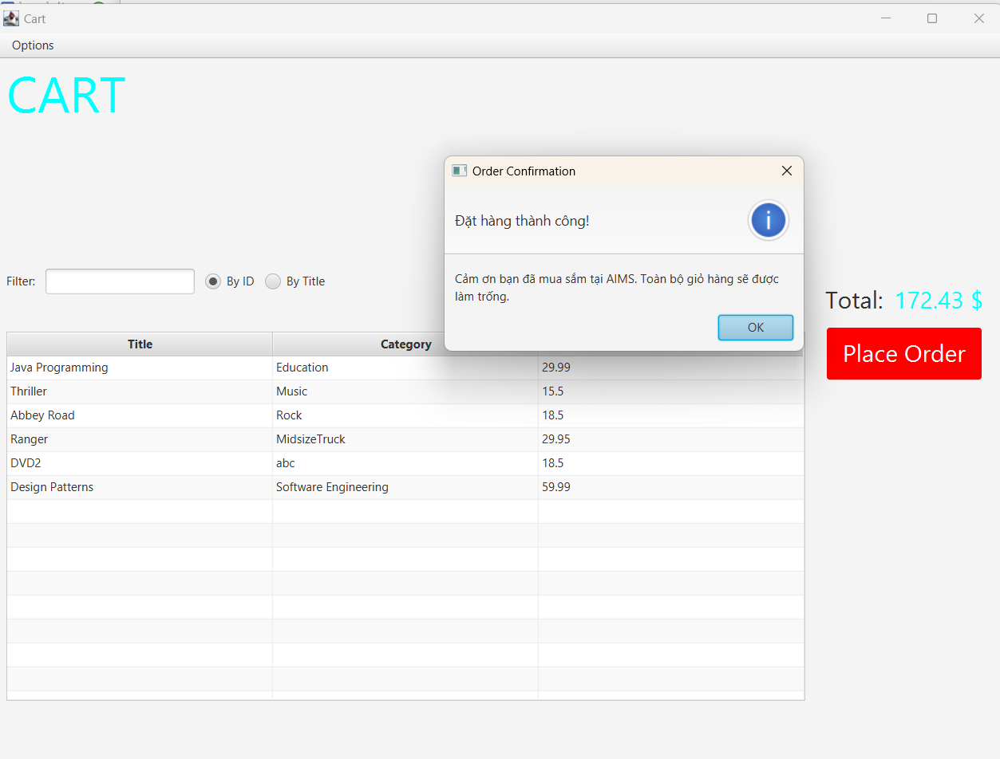 Cart
Options
CART
Order Confirmation
Đặt hàng thành công!
Cảm ơn bạn đã mua sắm tại AIMS. Toàn bộ giỏ hàng sẽ được
làm trống.
OK
Filter: By ID By Title
Total: 172.43 $
Place Order
Title Category
Java Programming Education 29.99
Thriller Music 15.5
Abbey Road Rock 18.5
Ranger MidsizeTruck 29.95
DVD2 abc 18.5
Design Patterns Software Engineering 59.99